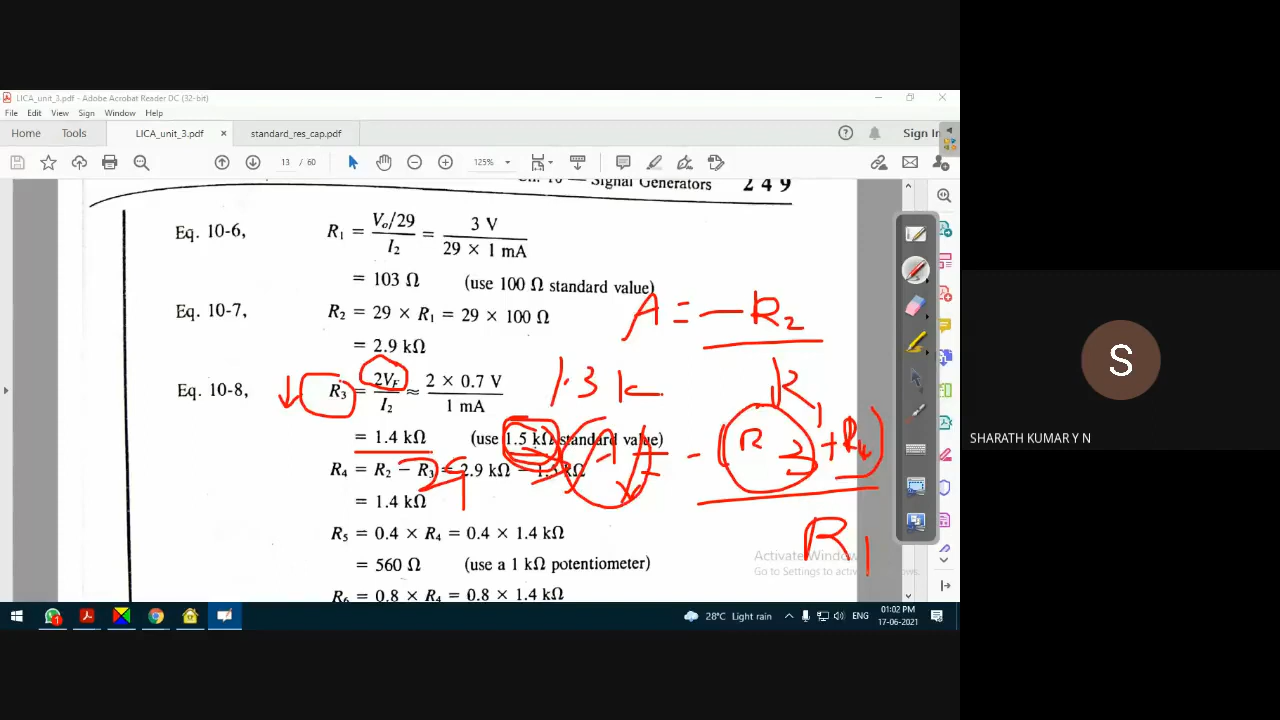 LICA_unit_3.pdf - Adobe Acrobat Reader DC (32-bit)
File Edit View Sign Window Help
Home Tools LICA_unit_3.pdf × standard_res_cap.pdf Sign In
13 / 60 125%
Signal Generators 249
Eq. 10-6, R₁ = Vₒ/29 / I₂ = 3 V / 29 × 1 mA
= 103 Ω (use 100 Ω standard value)
A = -R₂ / R₁
Eq. 10-7, R₂ = 29 × R₁ = 29 × 100 Ω
= 2.9 kΩ
1.3 k
Eq. 10-8, ↓ R₃ = 2V_F / I₂ ≈ 2 × 0.7 V / 1 mA
= 1.4 kΩ (use 1.5 kΩ standard value)
A = - (R₃ + R₄) / R₁
R₄ = R₂ − R₃ = 2.9 kΩ − 1.5 kΩ
2.9
= 1.4 kΩ
R₅ = 0.4 × R₄ = 0.4 × 1.4 kΩ
= 560 Ω (use a 1 kΩ potentiometer)
R₆ = 0.8 × R₄ = 0.8 × 1.4 kΩ
Activate Window
Go to Settings to activ
28°C Light rain ENG 01:02 PM
17-06-2021
S
SHARATH KUMAR Y N